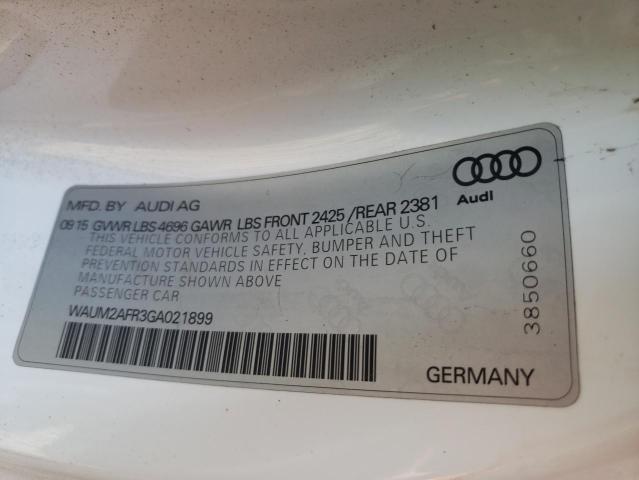 MFD. BY AUDI AG
09 15 GVWR LBS 4696 GAWR LBS FRONT 2425 /REAR 2381
THIS VEHICLE CONFORMS TO ALL APPLICABLE U.S.
FEDERAL MOTOR VEHICLE SAFETY, BUMPER AND THEFT
PREVENTION STANDARDS IN EFFECT ON THE DATE OF
MANUFACTURE SHOWN ABOVE
PASSENGER CAR
WAUM2AFR3GA021899
Audi
3850660
GERMANY